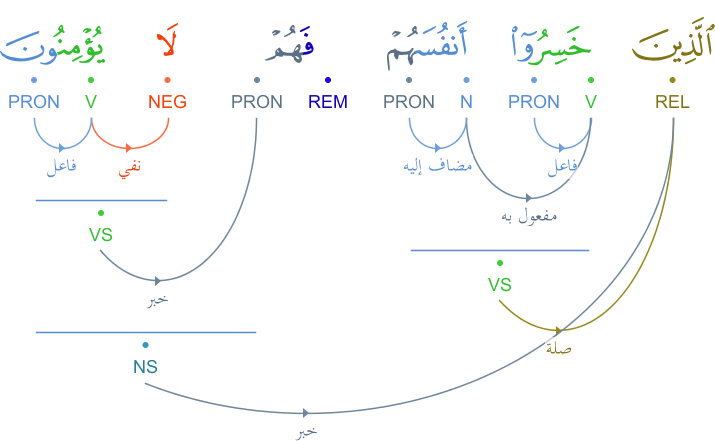 ٱلَّذِينَ خَسِرُوٓا۟ أَنفُسَهُمْ فَهُمْ لَا يُؤْمِنُونَ
REL V PRON N PRON REM PRON NEG V PRON
فاعل مضاف إليه نفي فاعل
مفعول به
VS
VS
خبر
صلة
NS
خبر